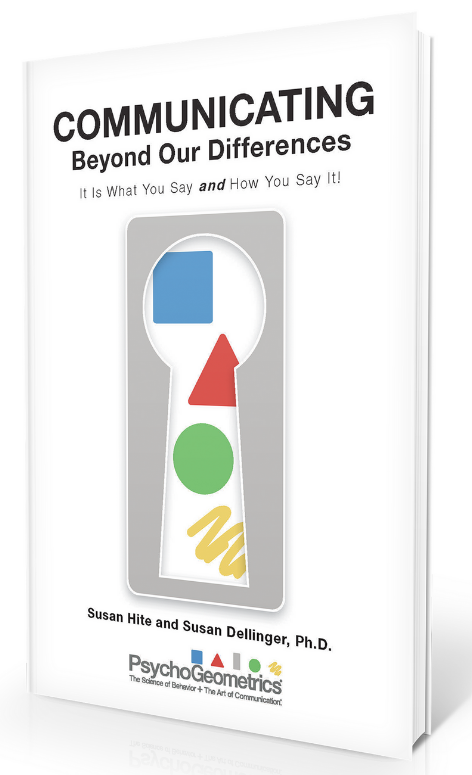 COMMUNICATING
Beyond Our Differences
It Is What You Say and How You Say It!
Susan Hite and Susan Dellinger, Ph.D.
PsychoGeometrics®
The Science of Behavior + The Art of Communication.